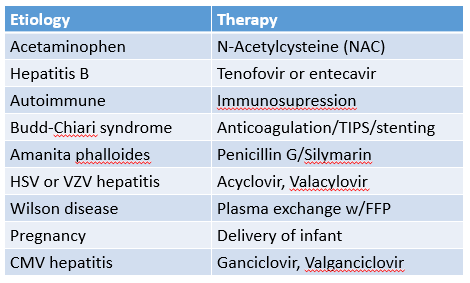 Etiology Therapy
Acetaminophen N-Acetylcysteine (NAC)
Hepatitis B Tenofovir or entecavir
Autoimmune Immunosupression
Budd-Chiari syndrome Anticoagulation/TIPS/stenting
Amanita phalloides Penicillin G/Silymarin
HSV or VZV hepatitis Acyclovir, Valacylovir
Wilson disease Plasma exchange w/FFP
Pregnancy Delivery of infant
CMV hepatitis Ganciclovir, Valganciclovir